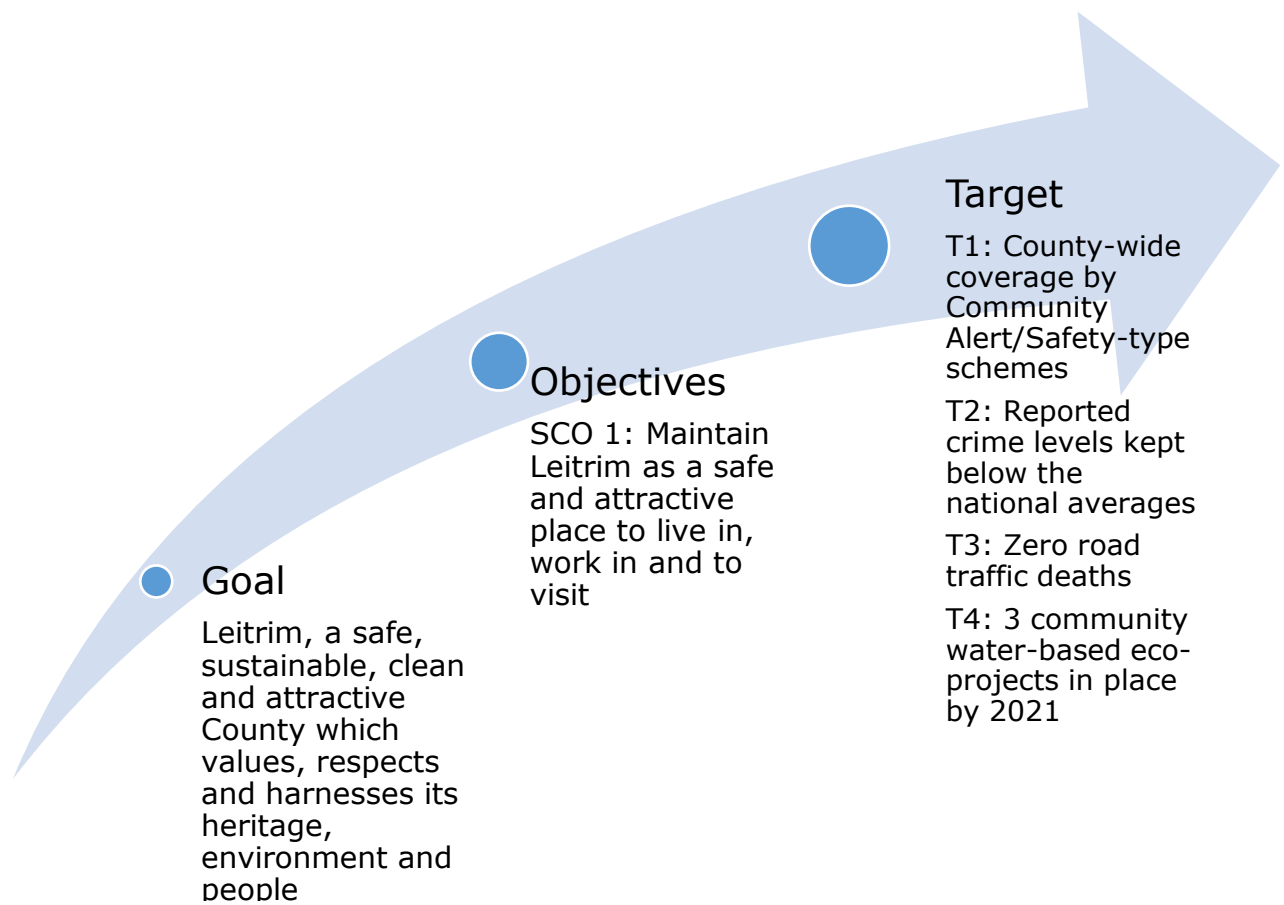 Goal
Leitrim, a safe,
sustainable, clean
and attractive
County which
values, respects
and harnesses its
heritage,
environment and
people
Objectives
SCO 1: Maintain
Leitrim as a safe
and attractive
place to live in,
work in and to
visit
Target
T1: County-wide
coverage by
Community
Alert/Safety-type
schemes
T2: Reported
crime levels kept
below the
national averages
T3: Zero road
traffic deaths
T4: 3 community
water-based eco-
projects in place
by 2021